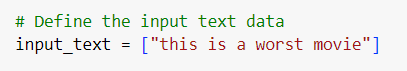 # Define the input text data
input_text = ["this is a worst movie"]